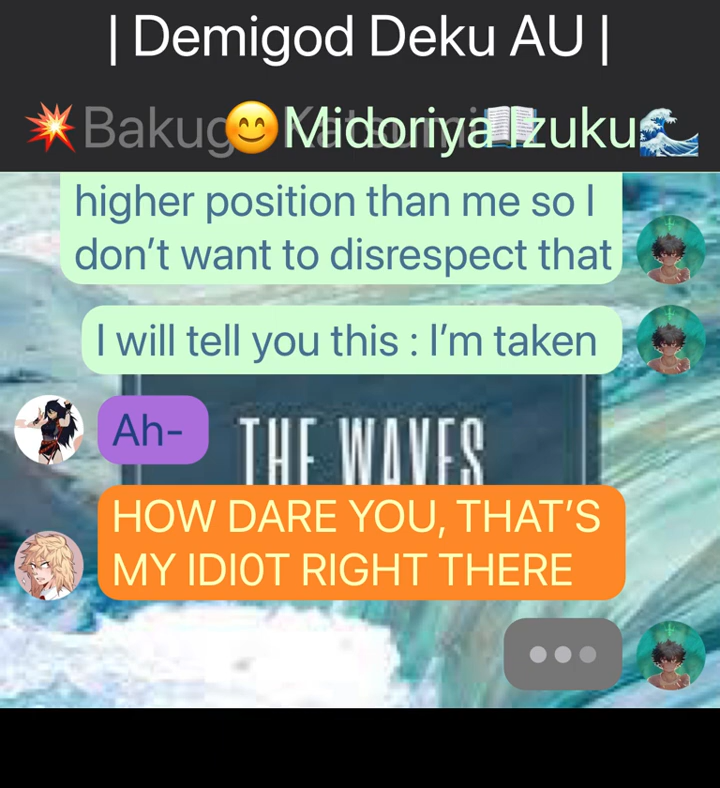 | Demigod Deku AU |
Midoriya Izuku
higher position than me so I
don’t want to disrespect that
I will tell you this : I’m taken
Ah-
THE WAVES
HOW DARE YOU, THAT’S
MY IDI0T RIGHT THERE